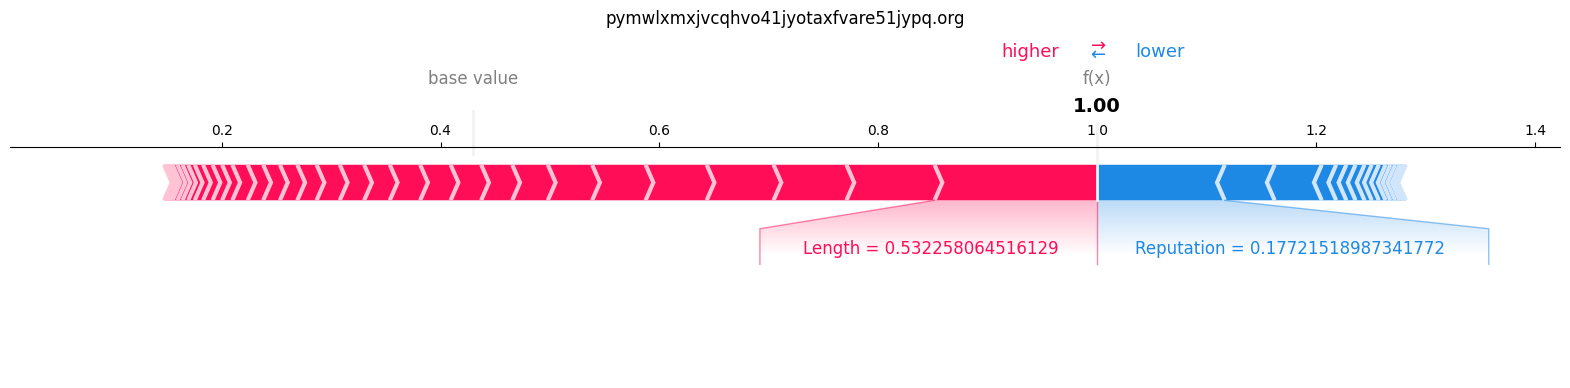 pymwlxmxjvcqhvo41jyotaxfvare51jypq.org
higher → ← lower
base value f(x)
1.00
0.2 0.4 0.6 0.8 1.0 1.2 1.4
Length = 0.532258064516129 Reputation = 0.17721518987341772